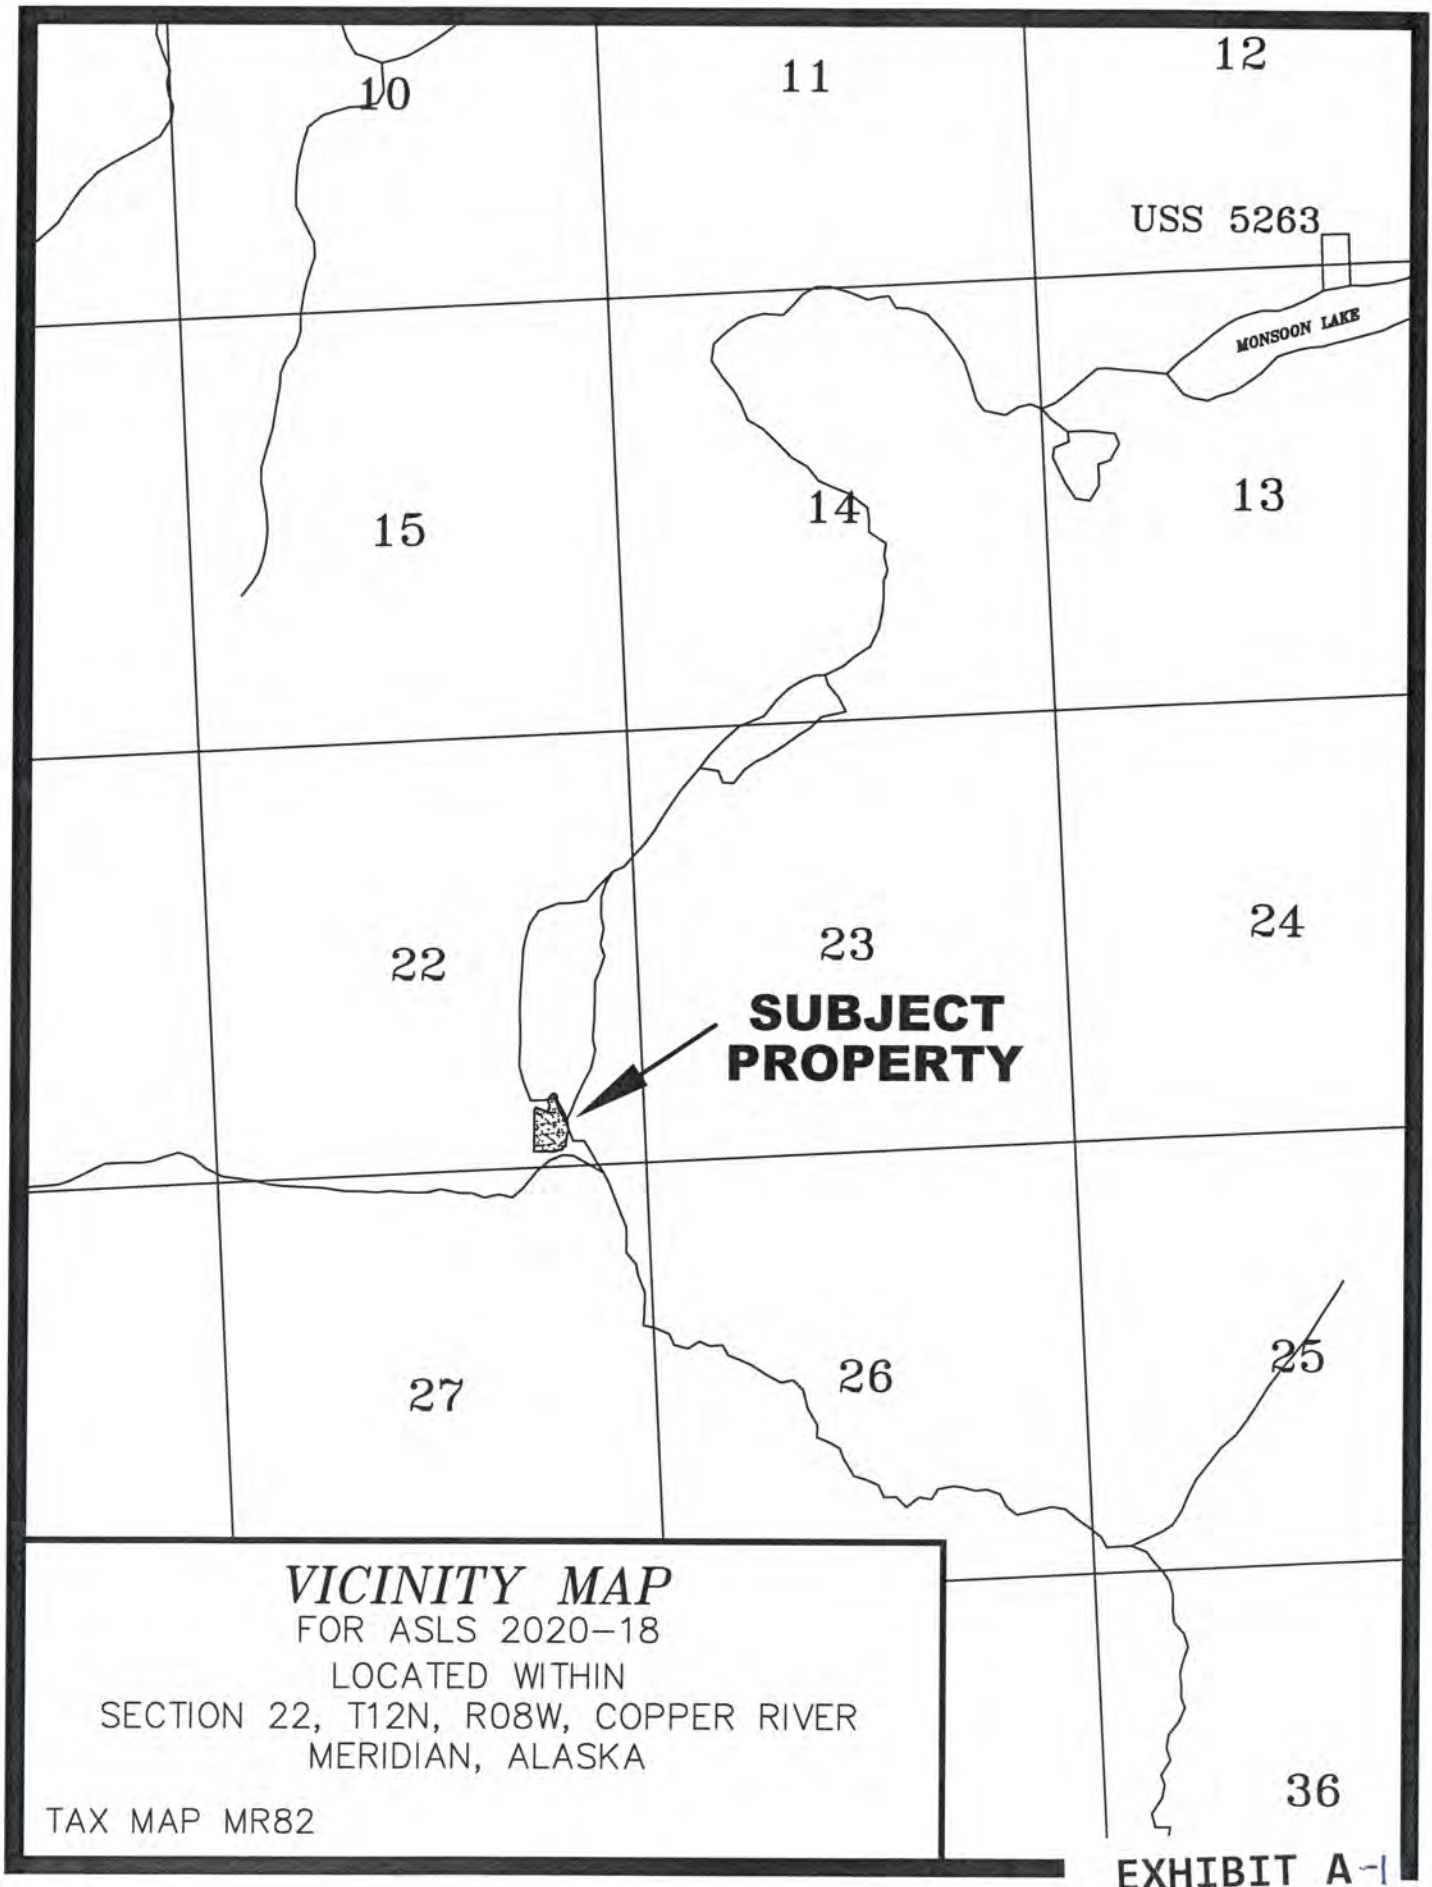 10
11
12
USS 5263
MONSOON LAKE
15
14
13
22
23
24
SUBJECT
PROPERTY
27
26
25
VICINITY MAP
FOR ASLS 2020-18
LOCATED WITHIN
SECTION 22, T12N, R08W, COPPER RIVER
MERIDIAN, ALASKA
TAX MAP MR82
36
EXHIBIT A-1